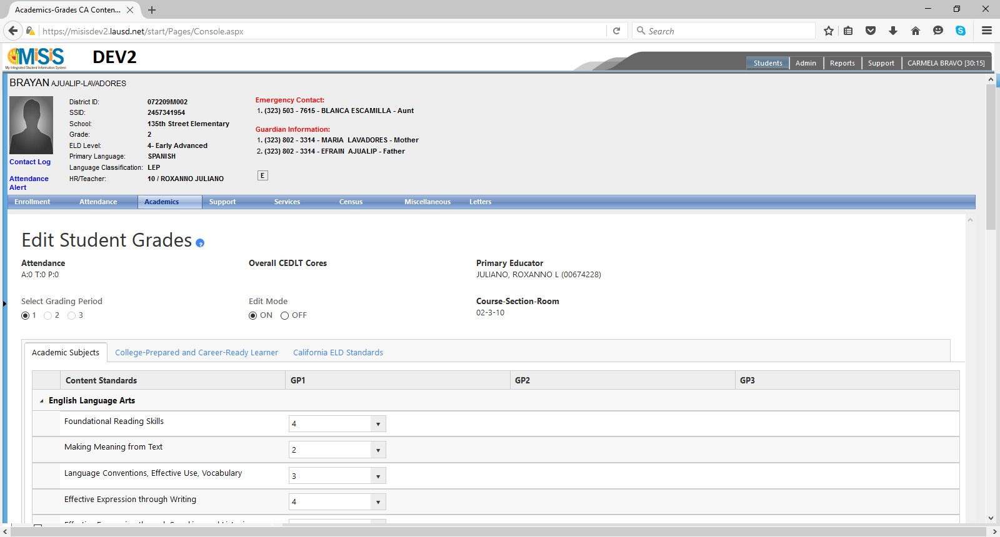 Academics-Grades CA Conten...
https://misisdev2.lausd.net/start/Pages/Console.aspx
Search
MiSiS
My Integrated Student Information System
DEV2
Students Admin Reports Support CARMELA BRAVO [30:15]
BRAYAN AJUALIP-LAVADORES
District ID: 072209M002
SSID: 2457341954
School: 135th Street Elementary
Grade: 2
ELD Level: 4- Early Advanced
Primary Language: SPANISH
Language Classification: LEP
HR/Teacher: 10 / ROXANNO JULIANO
Contact Log
Attendance
Alert
Emergency Contact:
1. (323) 503 - 7615 - BLANCA ESCAMILLA - Aunt
Guardian Information:
1. (323) 802 - 3314 - MARIA LAVADORES - Mother
2. (323) 802 - 3314 - EFRAIN AJUALIP - Father
E
Enrollment Attendance Academics Support Services Census Miscellaneous Letters
Edit Student Grades ?
Attendance Overall CEDLT Cores Primary Educator
A:0 T:0 P:0 JULIANO, ROXANNO L (00674228)
Select Grading Period Edit Mode Course-Section-Room
1 2 3 ON OFF 02-3-10
Academic Subjects College-Prepared and Career-Ready Learner California ELD Standards
Content Standards GP1 GP2 GP3
English Language Arts
Foundational Reading Skills 4
Making Meaning from Text 2
Language Conventions, Effective Use, Vocabulary 3
Effective Expression through Writing 4